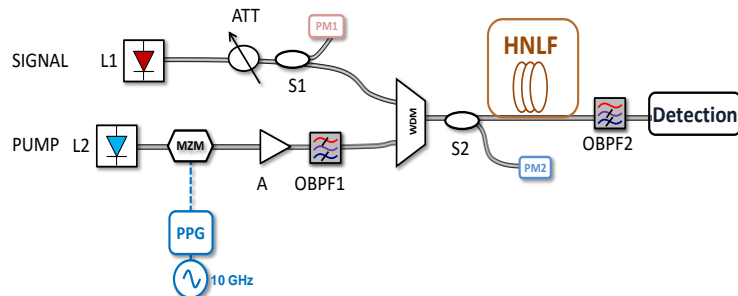 ATT
PM1
SIGNAL L1
S1
HNLF
WDM
Detection
PUMP L2
MZM
A
OBPF1
S2
OBPF2
PM2
PPG
10 GHz